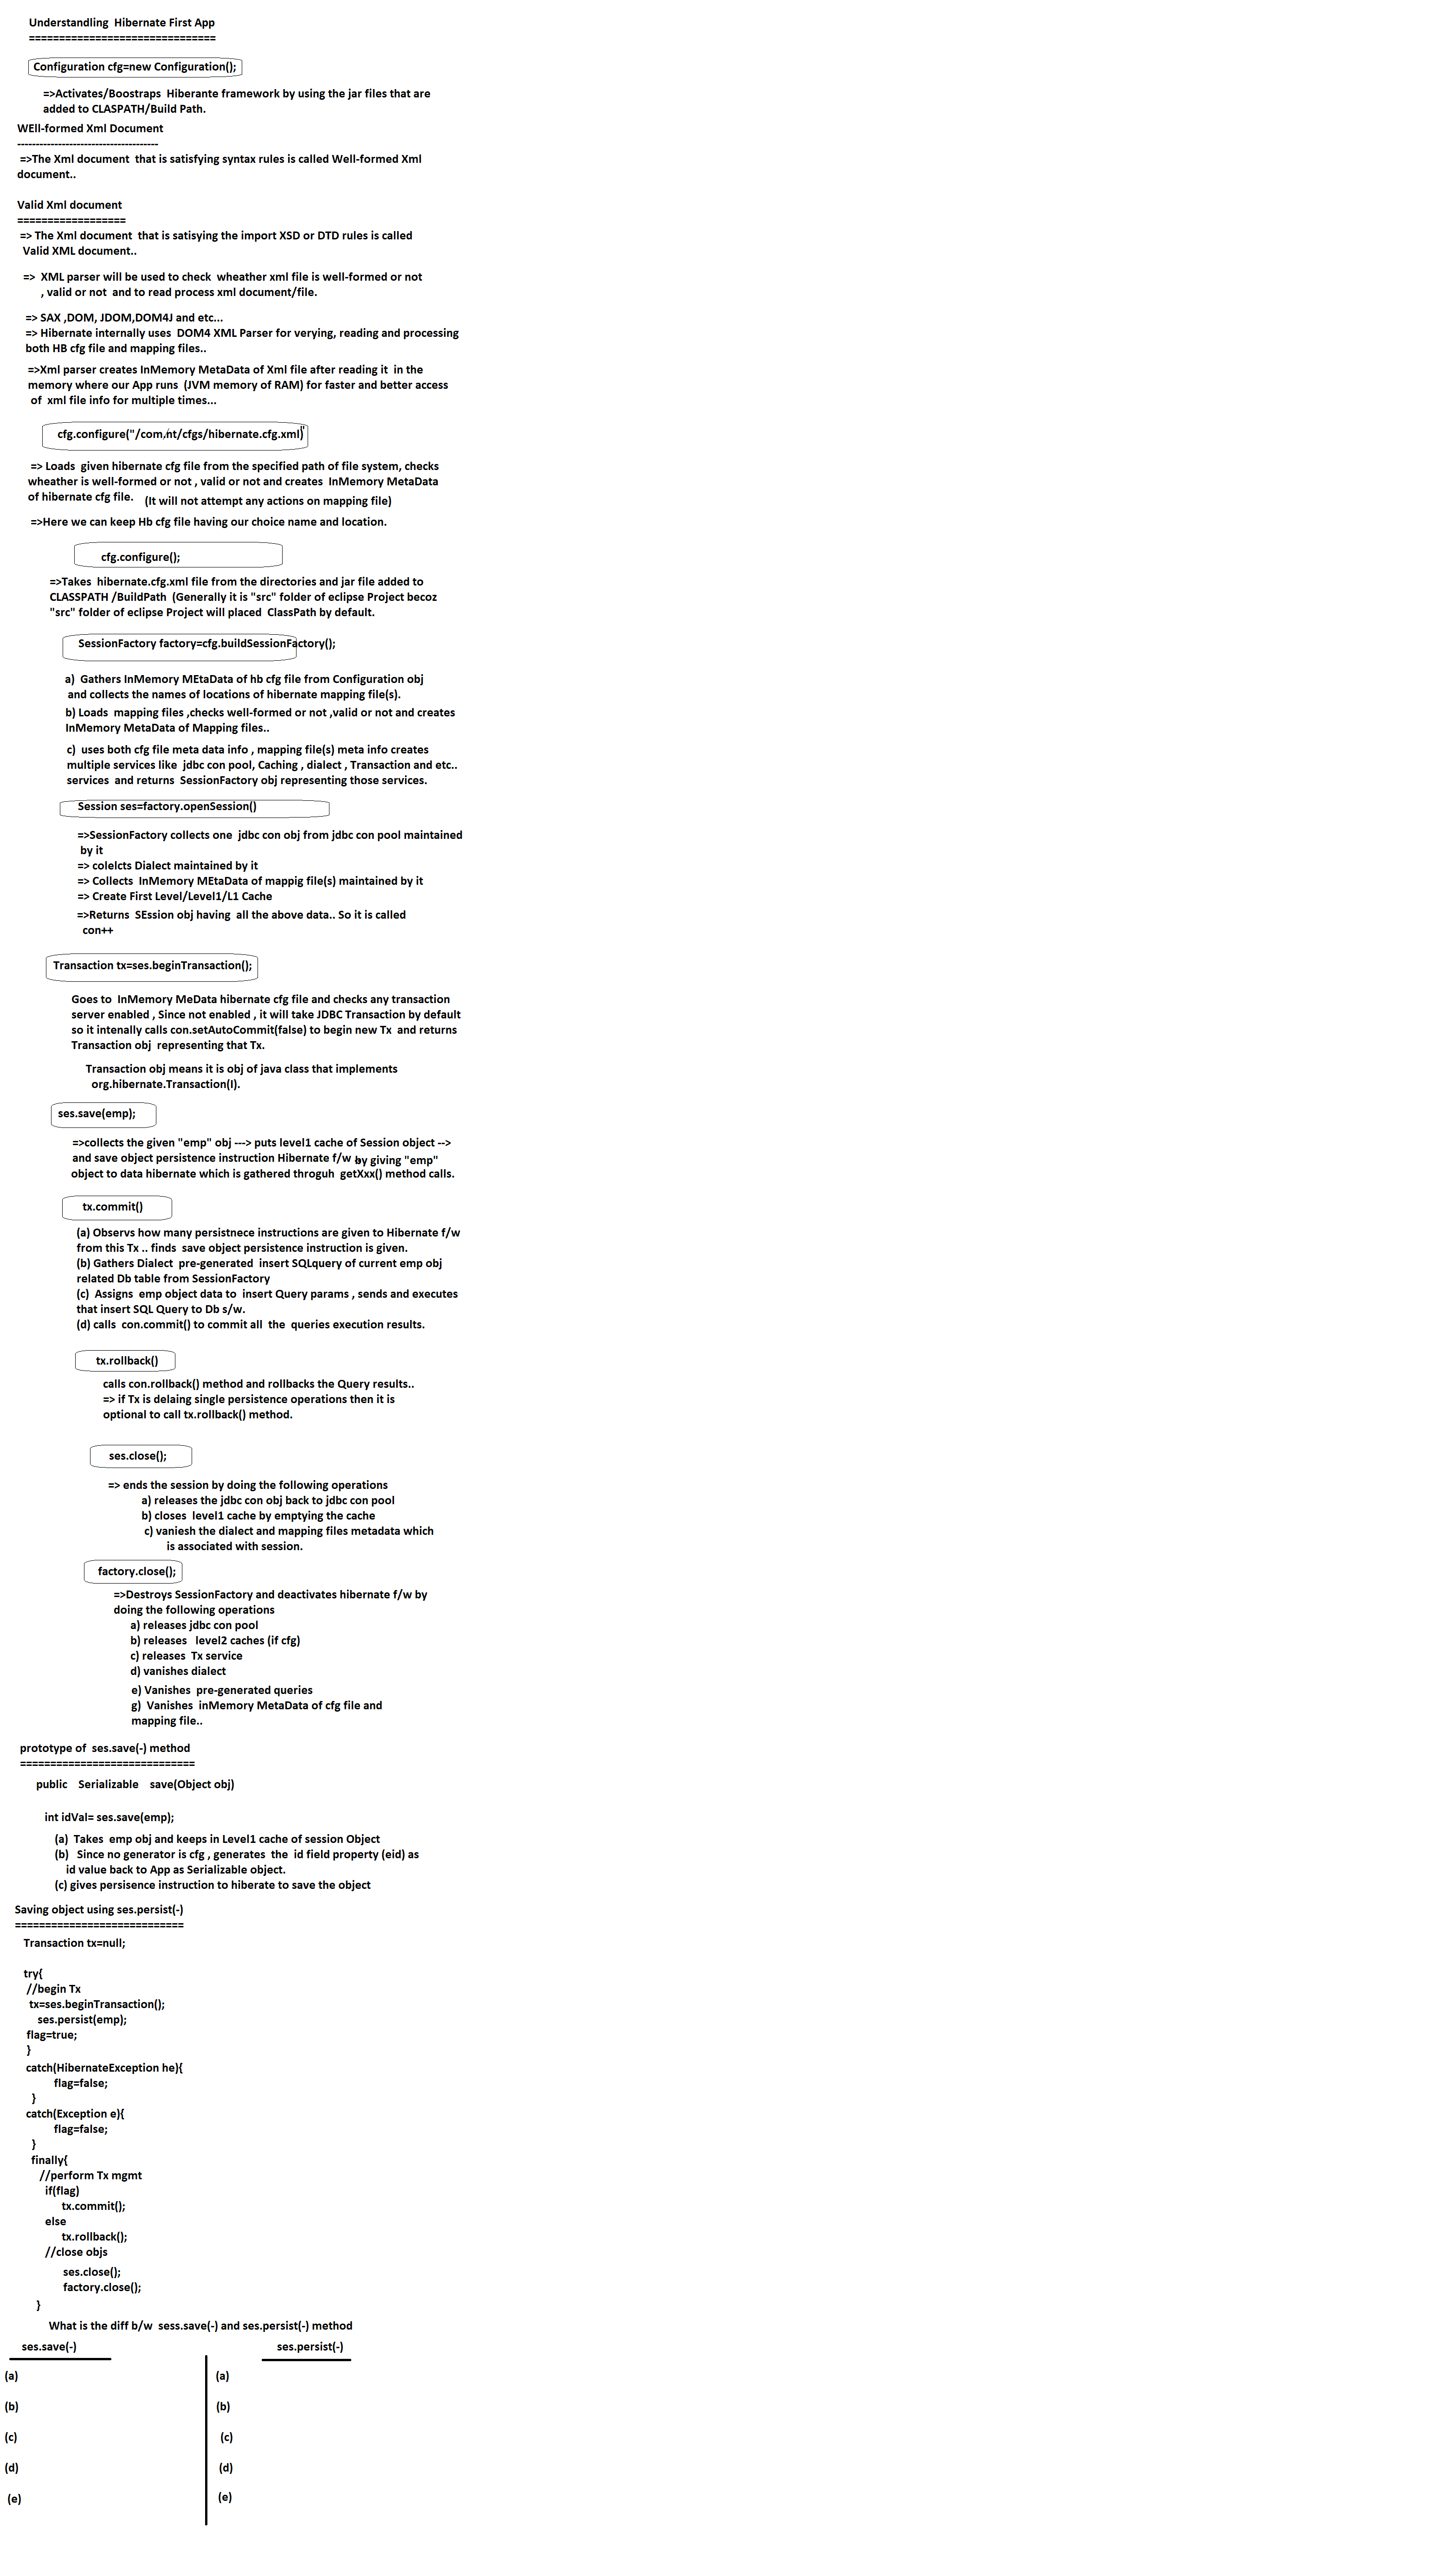 Understandling  Hibernate First App
===============================
Configuration cfg=new Configuration();
=>Activates/Boostraps  Hiberante framework by using the jar files that are
added to CLASPATH/Build Path.
WEll-formed Xml Document
--------------------------------------
=>The Xml document  that is satisfying syntax rules is called Well-formed Xml
document..
Valid Xml document
==================
=> The Xml document  that is satisying the import XSD or DTD rules is called
Valid XML document..
=>  XML parser will be used to check  wheather xml file is well-formed or not
, valid or not  and to read process xml document/file.
=> SAX ,DOM, JDOM,DOM4J and etc...
=> Hibernate internally uses  DOM4 XML Parser for verying, reading and processing
both HB cfg file and mapping files..
=>Xml parser creates InMemory MetaData of Xml file after reading it  in the
memory where our App runs  (JVM memory of RAM) for faster and better access
of  xml file info for multiple times...
cfg.configure("/com/nt/cfgs/hibernate.cfg.xml)"
=> Loads  given hibernate cfg file from the specified path of file system, checks
wheather is well-formed or not , valid or not and creates  InMemory MetaData
of hibernate cfg file.   (It will not attempt any actions on mapping file)
=>Here we can keep Hb cfg file having our choice name and location.
cfg.configure();
=>Takes  hibernate.cfg.xml file from the directories and jar file added to
CLASSPATH /BuildPath  (Generally it is "src" folder of eclipse Project becoz
"src" folder of eclipse Project will placed  ClassPath by default.
SessionFactory factory=cfg.buildSessionFactory();
a)  Gathers InMemory MEtaData of hb cfg file from Configuration obj
and collects the names of locations of hibernate mapping file(s).
b) Loads  mapping files ,checks well-formed or not ,valid or not and creates
InMemory MetaData of Mapping files..
c)  uses both cfg file meta data info , mapping file(s) meta info creates
multiple services like  jdbc con pool, Caching , dialect , Transaction and etc..
services  and returns  SessionFactory obj representing those services.
Session ses=factory.openSession()
=>SessionFactory collects one  jdbc con obj from jdbc con pool maintained
by it
=> colelcts Dialect maintained by it
=> Collects  InMemory MEtaData of mappig file(s) maintained by it
=> Create First Level/Level1/L1 Cache
=>Returns  SEssion obj having  all the above data.. So it is called
con++
Transaction tx=ses.beginTransaction();
Goes to  InMemory MeData hibernate cfg file and checks any transaction
server enabled , Since not enabled , it will take JDBC Transaction by default
so it intenally calls con.setAutoCommit(false) to begin new Tx  and returns
Transaction obj  representing that Tx.
Transaction obj means it is obj of java class that implements
org.hibernate.Transaction(I).
ses.save(emp);
=>collects the given "emp" obj ---> puts level1 cache of Session object -->
and save object persistence instruction Hibernate f/w by giving "emp"
object to data hibernate which is gathered throguh  getXxx() method calls.
tx.commit()
(a) Observs how many persistnece instructions are given to Hibernate f/w
from this Tx .. finds  save object persistence instruction is given.
(b) Gathers Dialect  pre-generated  insert SQLquery of current emp obj
related Db table from SessionFactory
(c)  Assigns  emp object data to  insert Query params , sends and executes
that insert SQL Query to Db s/w.
(d) calls  con.commit() to commit all  the  queries execution results.
tx.rollback()
calls con.rollback() method and rollbacks the Query results..
=> if Tx is delaing single persistence operations then it is
optional to call tx.rollback() method.
ses.close();
=> ends the session by doing the following operations
a) releases the jdbc con obj back to jdbc con pool
b) closes  level1 cache by emptying the cache
c) vaniesh the dialect and mapping files metadata which
is associated with session.
factory.close();
=>Destroys SessionFactory and deactivates hibernate f/w by
doing the following operations
a) releases jdbc con pool
b) releases   level2 caches (if cfg)
c) releases  Tx service
d) vanishes dialect
e) Vanishes  pre-generated queries
g)  Vanishes  inMemory MetaData of cfg file and
mapping file..
prototype of  ses.save(-) method
=============================
public    Serializable    save(Object obj)
int idVal= ses.save(emp);
(a)  Takes  emp obj and keeps in Level1 cache of session Object
(b)   Since no generator is cfg , generates  the  id field property (eid) as
id value back to App as Serializable object.
(c) gives persisence instruction to hiberate to save the object
Saving object using ses.persist(-)
============================
Transaction tx=null;
try{
//begin Tx
tx=ses.beginTransaction();
ses.persist(emp);
flag=true;
}
catch(HibernateException he){
flag=false;
}
catch(Exception e){
flag=false;
}
finally{
//perform Tx mgmt
if(flag)
tx.commit();
else
tx.rollback();
//close objs
ses.close();
factory.close();
}
What is the diff b/w  sess.save(-) and ses.persist(-) method
ses.save(-)   ses.persist(-)
(a)   (a)
(b)   (b)
(c)   (c)
(d)   (d)
(e)   (e)